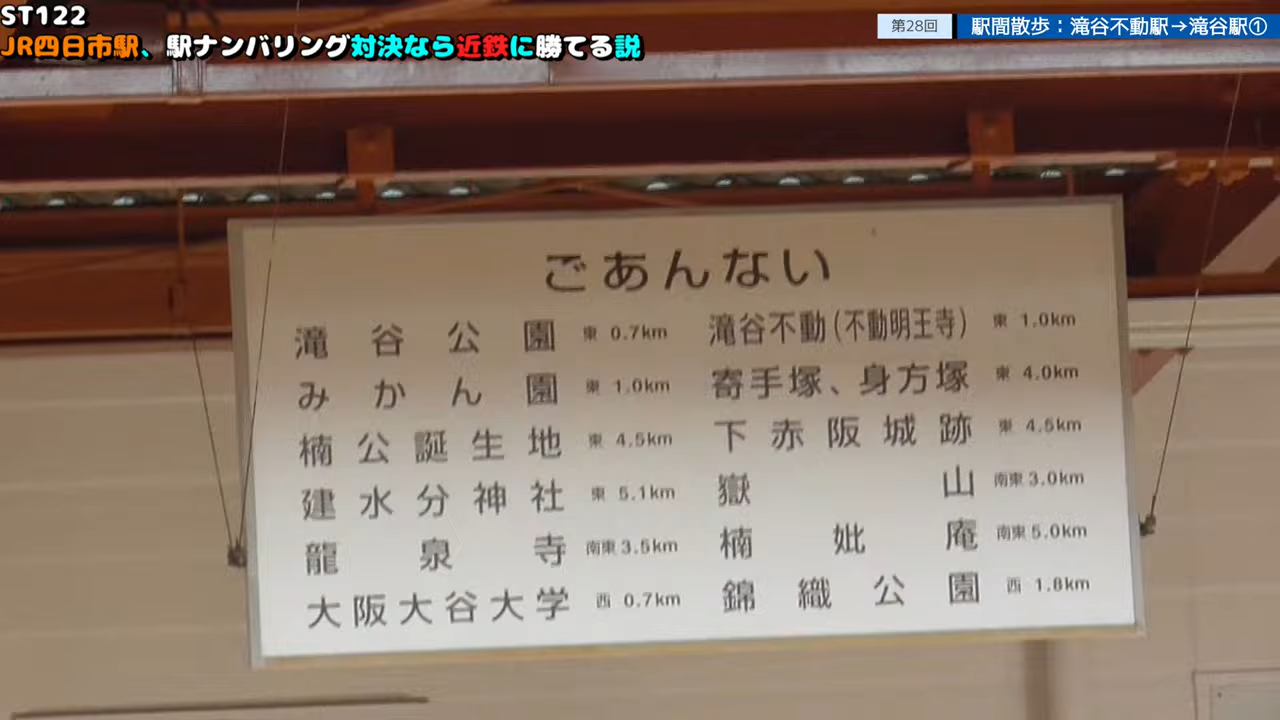 ST122
JR四日市駅、駅ナンバリング対決なら近鉄に勝てる説
第28回 駅間散歩：滝谷不動駅→滝谷駅①
ごあんない
滝谷公園 東 0.7km
みかん園 東 1.0km
楠公誕生地 東 4.5km
建水分神社 東 5.1km
龍泉寺 南東 3.5km
大阪大谷大学 西 0.7km
滝谷不動(不動明王寺) 東 1.0km
寄手塚、身方塚 東 4.0km
下赤阪城跡 東 4.5km
嶽山 南東 3.0km
楠妣庵 南東 5.0km
錦織公園 西 1.8km